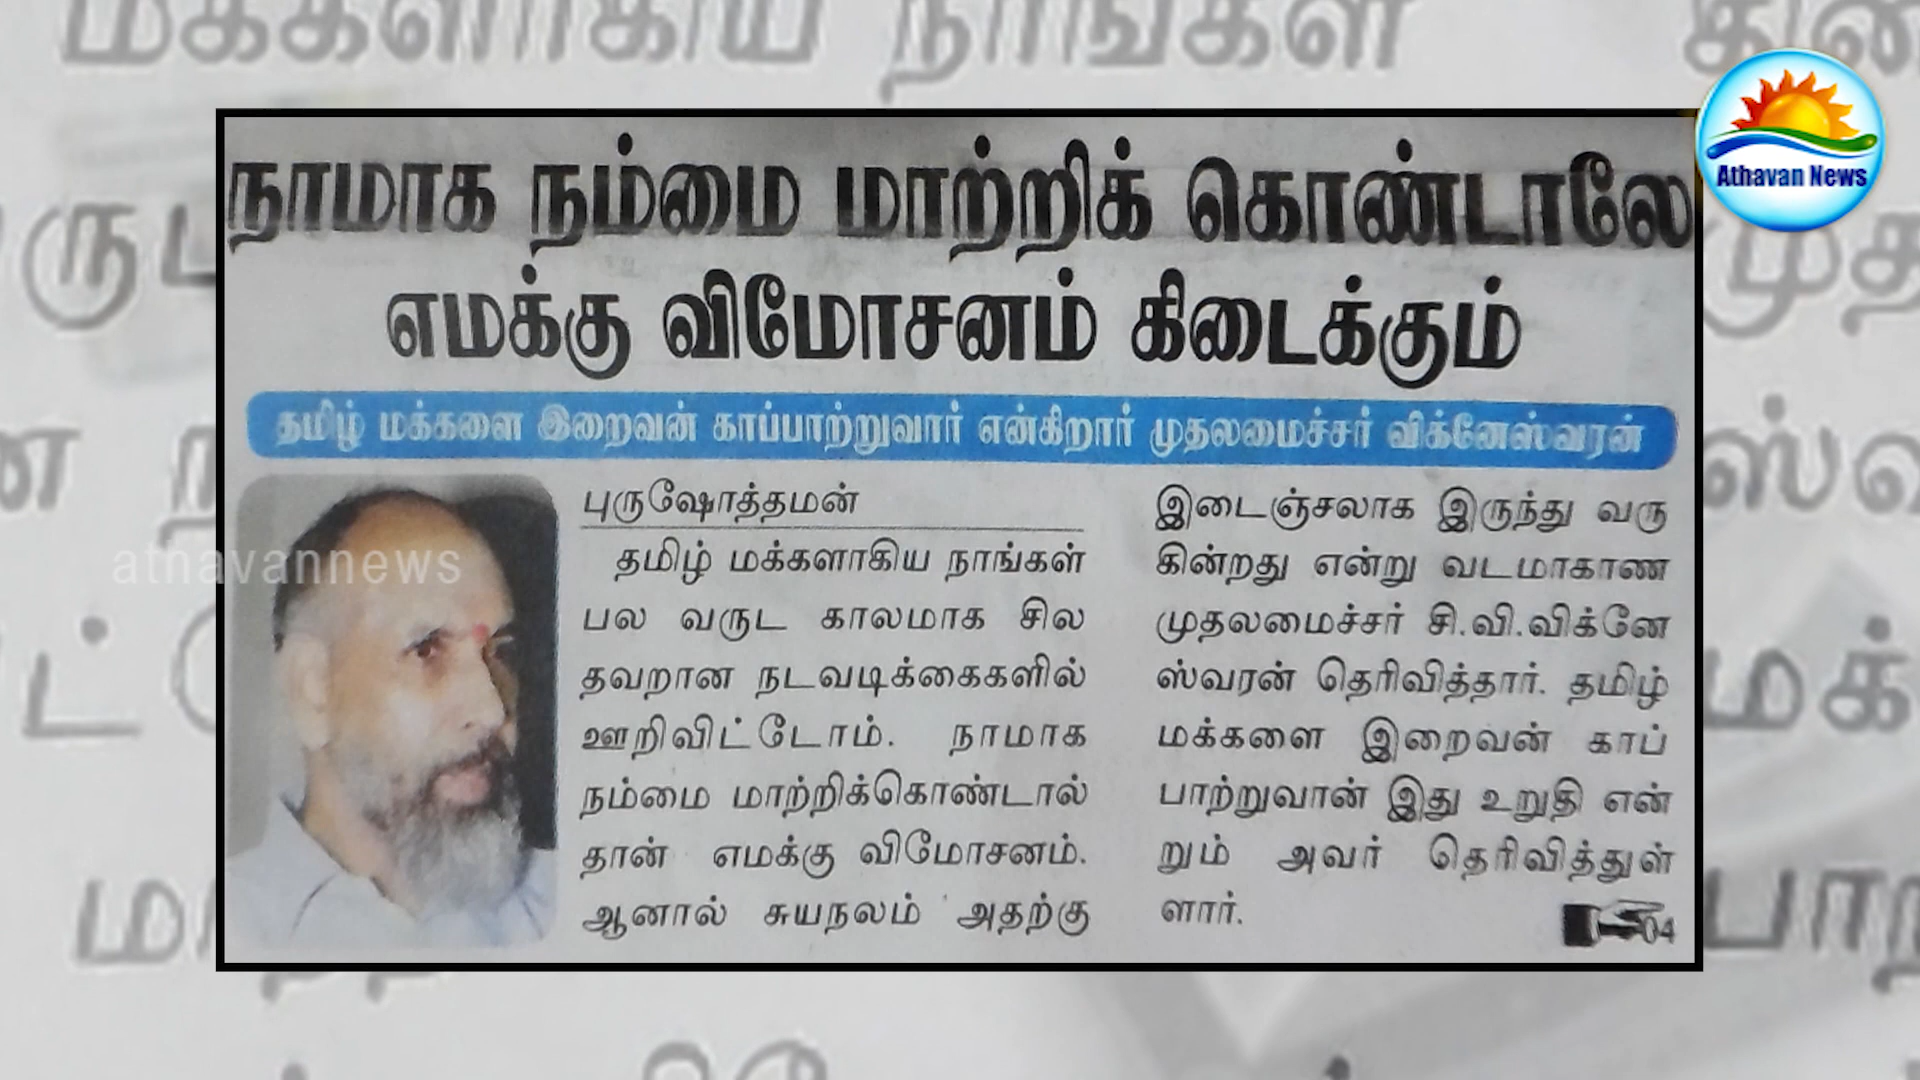 Athavan News
நாமாக நம்மை மாற்றிக் கொண்டாலே
எமக்கு விமோசனம் கிடைக்கும்
தமிழ் மக்களை இறைவன் காப்பாற்றுவார் என்கிறார் முதலமைச்சர் விக்னேஸ்வரன்
athavannews
புருஷோத்தமன்
தமிழ் மக்களாகிய நாங்கள்
பல வருட காலமாக சில
தவறான நடவடிக்கைகளில்
ஊறிவிட்டோம். நாமாக
நம்மை மாற்றிக்கொண்டால்
தான் எமக்கு விமோசனம்.
ஆனால் சுயநலம் அதற்கு
இடைஞ்சலாக இருந்து வரு
கின்றது என்று வடமாகாண
முதலமைச்சர் சி.வி.விக்னே
ஸ்வரன் தெரிவித்தார். தமிழ்
மக்களை இறைவன் காப்
பாற்றுவான் இது உறுதி என்
றும் அவர் தெரிவித்துள்
ளார்.
04